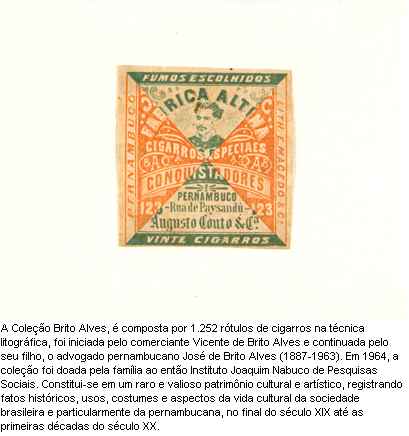 FUMOS ESCOLHIDOS
FABRICA ALTIVA
PERNAMBUCO
CIGARROS ESPECIAES
CONQUISTADORES
PERNAMBUCO
123 Rua de Paysandú 123
Augusto Couto & Cª
VINTE CIGARROS
LITH F. MACEDO & C.
A Coleção Brito Alves, é composta por 1.252 rótulos de cigarros na técnica
litográfica, foi iniciada pelo comerciante Vicente de Brito Alves e continuada pelo
seu filho, o advogado pernambucano José de Brito Alves (1887-1963). Em 1964, a
coleção foi doada pela família ao então Instituto Joaquim Nabuco de Pesquisas
Sociais. Constitui-se em um raro e valioso patrimônio cultural e artístico, registrando
fatos históricos, usos, costumes e aspectos da vida cultural da sociedade
brasileira e particularmente da pernambucana, no final do século XIX até as
primeiras décadas do século XX.